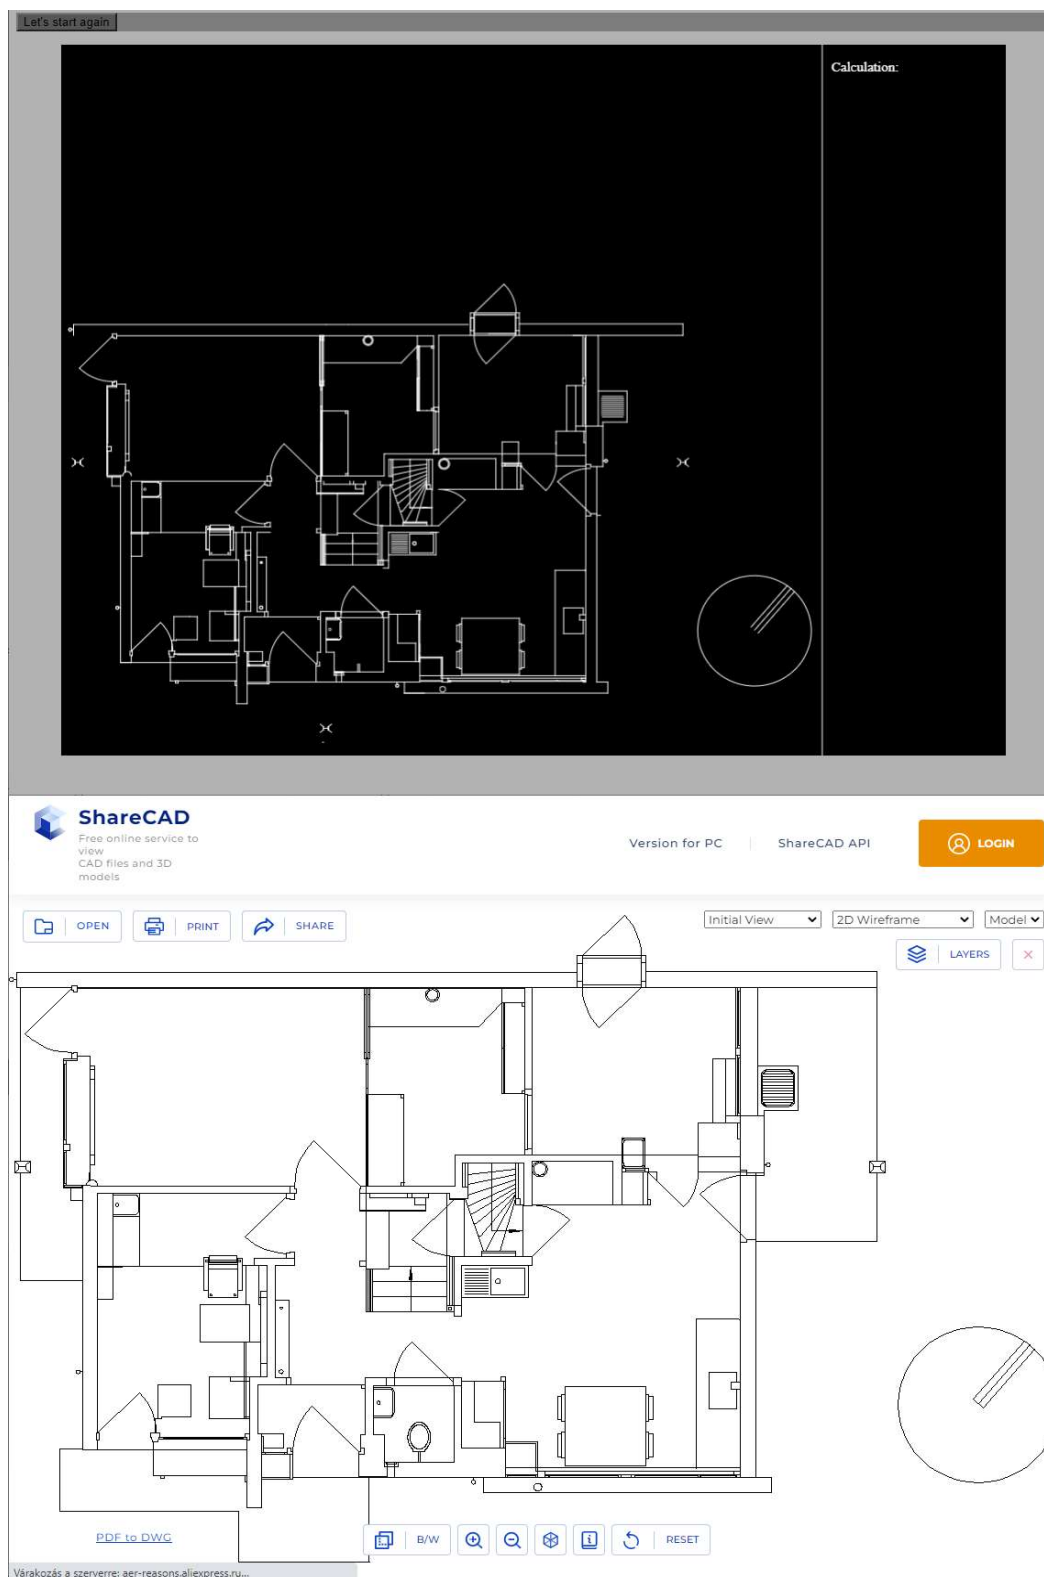 Let's start again
Calculation:
ShareCAD
Free online service to
view
CAD files and 3D
models
Version for PC
ShareCAD API
LOGIN
OPEN
PRINT
SHARE
Initial View
2D Wireframe
Model
LAYERS
PDF to DWG
B/W
RESET
Várakozás a szerverre: aer-reasons.aliexpress.ru...